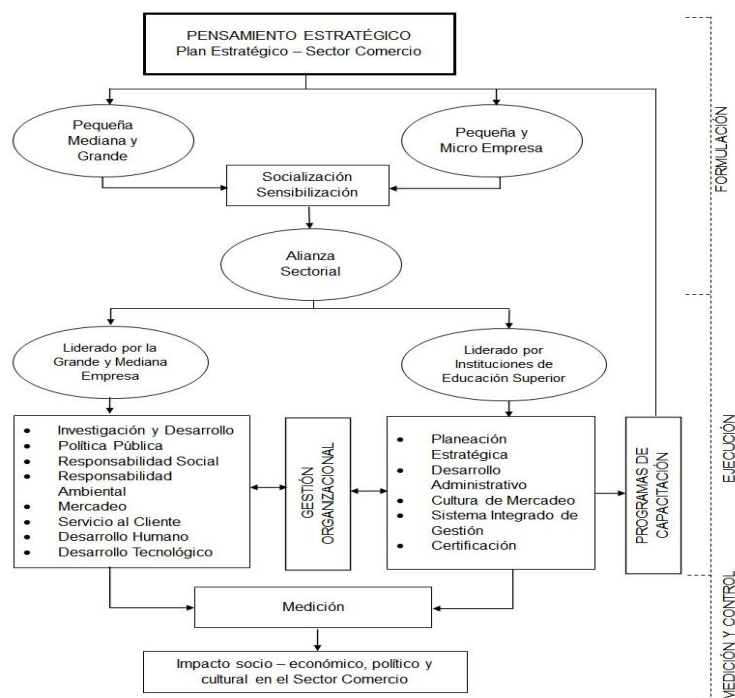 PENSAMIENTO ESTRATÉGICO
Plan Estratégico – Sector Comercio
Pequeña
Mediana y
Grande
Pequeña y
Micro Empresa
Socialización
Sensibilización
Alianza
Sectorial
FORMULACIÓN
Liderado por la
Grande y Mediana
Empresa
Liderado por
Instituciones de
Educación Superior
• Investigación y Desarrollo
• Política Pública
• Responsabilidad Social
• Responsabilidad
Ambiental
• Mercadeo
• Servicio al Cliente
• Desarrollo Humano
• Desarrollo Tecnológico
GESTIÓN
ORGANIZACIONAL
• Planeación
Estratégica
• Desarrollo
Administrativo
• Cultura de Mercadeo
• Sistema Integrado de
Gestión
• Certificación
PROGRAMAS DE
CAPACITACIÓN
EJECUCIÓN
Medición
Impacto socio – económico, político y
cultural en el Sector Comercio
MEDICIÓN Y CONTROL